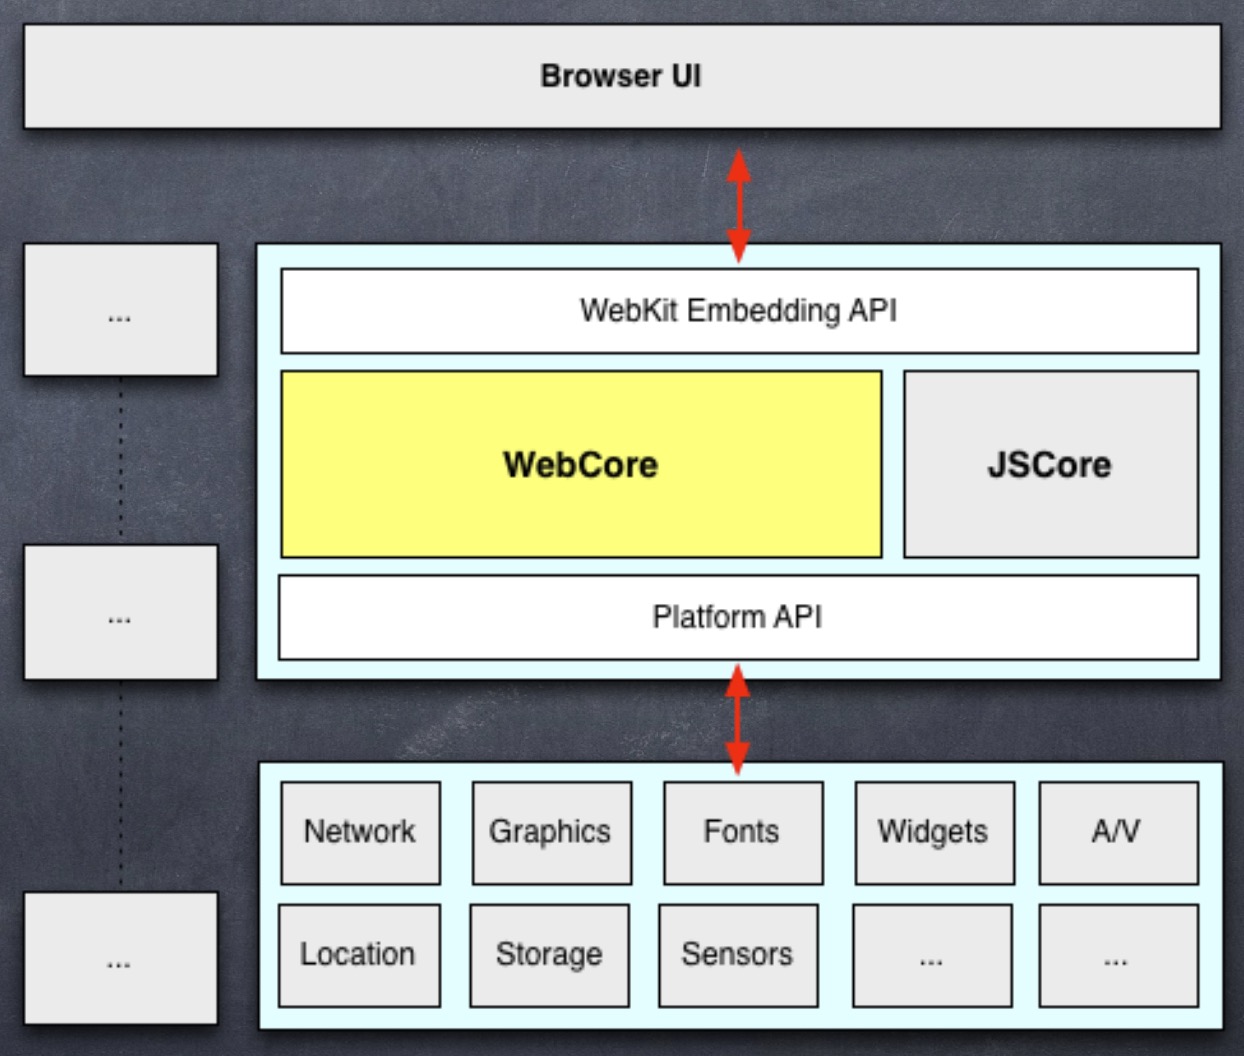 Browser UI
...
WebKit Embedding API
WebCore
JSCore
...
Platform API
Network
Graphics
Fonts
Widgets
A/V
Location
Storage
Sensors
...
...
...